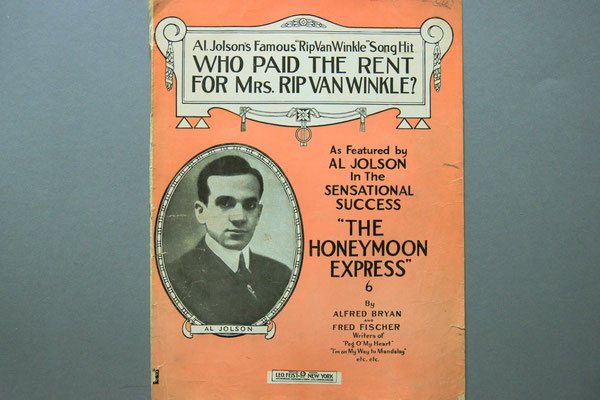 Al. Jolson's Famous "Rip Van Winkle" Song Hit
WHO PAID THE RENT
FOR MRS. RIP VAN WINKLE?
As Featured by
AL JOLSON
In The
SENSATIONAL
SUCCESS
"THE
HONEYMOON
EXPRESS"
6
By
ALFRED BRYAN
AND
FRED FISCHER
Writers of
"Peg O' My Heart"
"I'm on My Way to Mandalay"
etc. etc.
AL JOLSON
LEO. FEIST NEW YORK